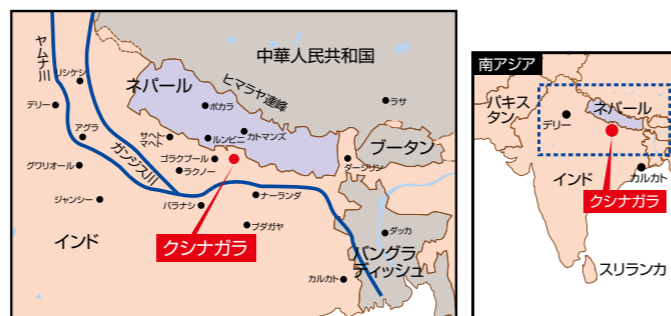 中華人民共和国
ヤムナ川
リシケシ
ネパール
ヒマラヤ連峰
ポカラ
ラサ
デリー
アグラ
サヘト・
マヘト
ルンビニ
カトマンズ
ブータン
ガンジス川
ゴラクプール
ラクノー
ダージリン
グワリオール
ジャンシー
バラナシ
ナーランダ
ブダガヤ
ダッカ
インド
クシナガラ
バングラ
ディッシュ
カルカト
南アジア
パキス
タン
デリー
ネパール
カルカト
インド
クシナガラ
スリランカ